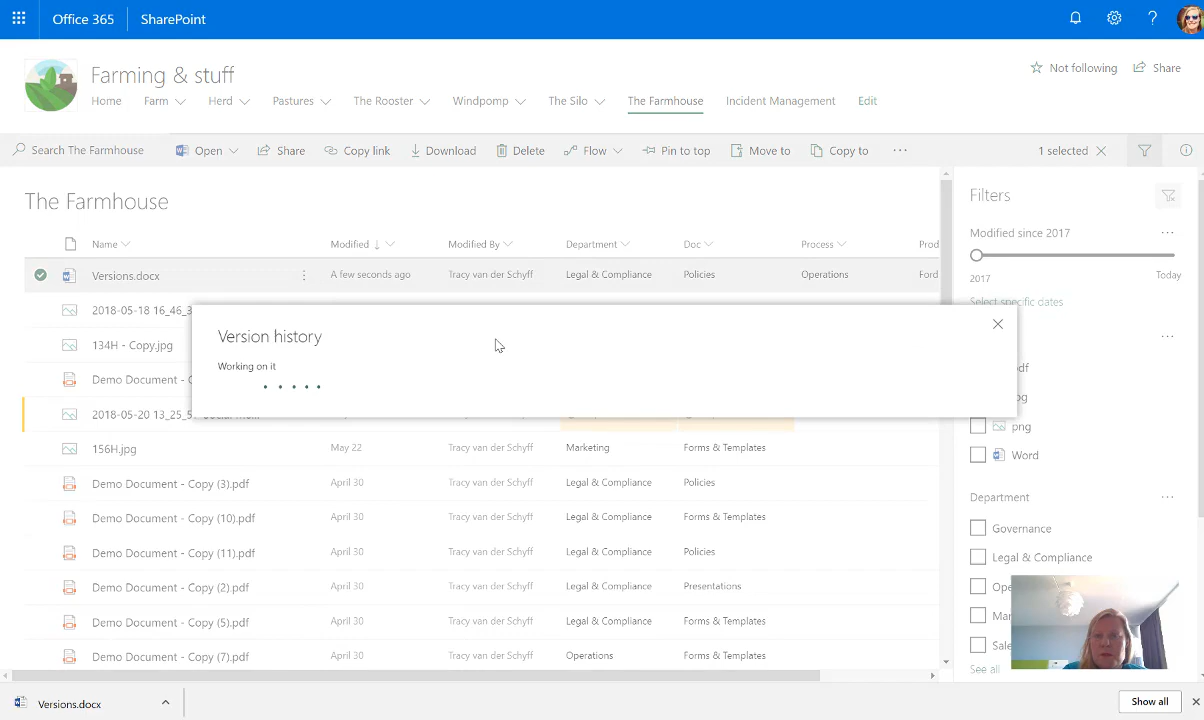 Office 365 SharePoint
Farming & stuff
Not following Share
Home Farm Herd Pastures The Rooster Windpomp The Silo The Farmhouse Incident Management Edit
Search The Farmhouse Open Share Copy link Download Delete Flow Pin to top Move to Copy to ... 1 selected
The Farmhouse
Name Modified Modified By Department Doc Process Prod
Versions.docx A few seconds ago Tracy van der Schyff Legal & Compliance Policies Operations Ford
2018-05-18 16_46_3
134H - Copy.jpg
Demo Document - C
2018-05-20 13_25_5
156H.jpg May 22 Tracy van der Schyff Marketing Forms & Templates
Demo Document - Copy (3).pdf April 30 Tracy van der Schyff Legal & Compliance Policies
Demo Document - Copy (10).pdf April 30 Tracy van der Schyff Legal & Compliance Forms & Templates
Demo Document - Copy (11).pdf April 30 Tracy van der Schyff Legal & Compliance Policies
Demo Document - Copy (2).pdf April 30 Tracy van der Schyff Legal & Compliance Presentations
Demo Document - Copy (5).pdf April 30 Tracy van der Schyff Legal & Compliance Forms & Templates
Demo Document - Copy (7).pdf April 30 Tracy van der Schyff Operations Forms & Templates
Version history
Working on it
Filters
Modified since 2017
2017 Today
Select specific dates
df
og
png
Word
Department
Governance
Legal & Compliance
Ope
Mar
Sale
See all
Versions.docx Show all